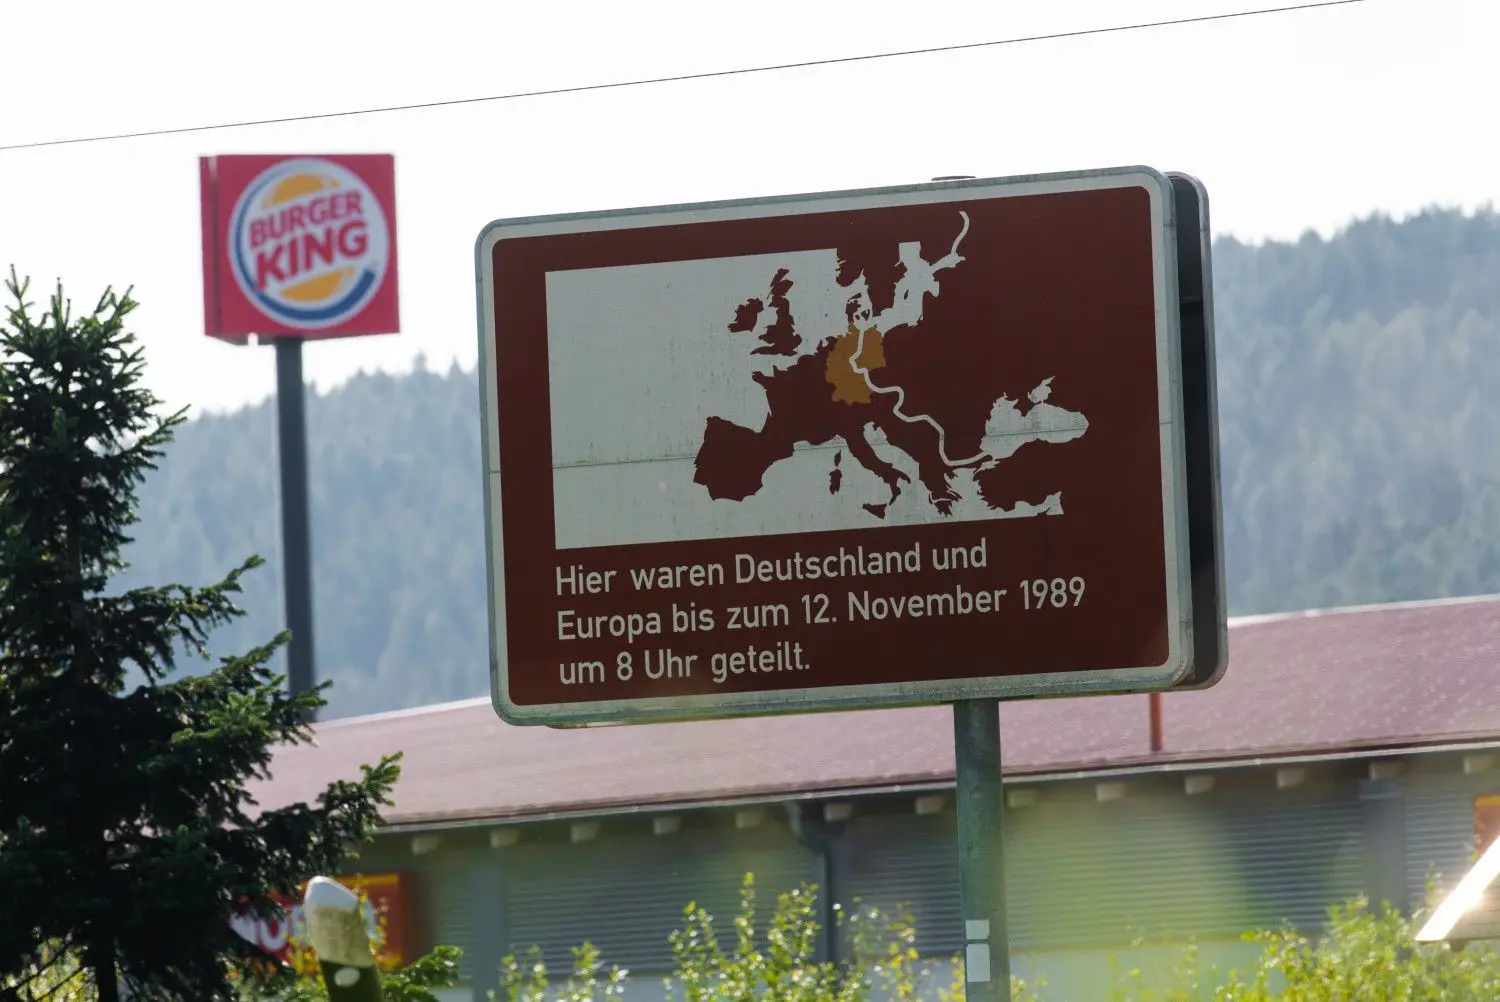 BURGER
KING
Hier waren Deutschland und
Europa bis zum 12. November 1989
um 8 Uhr geteilt.